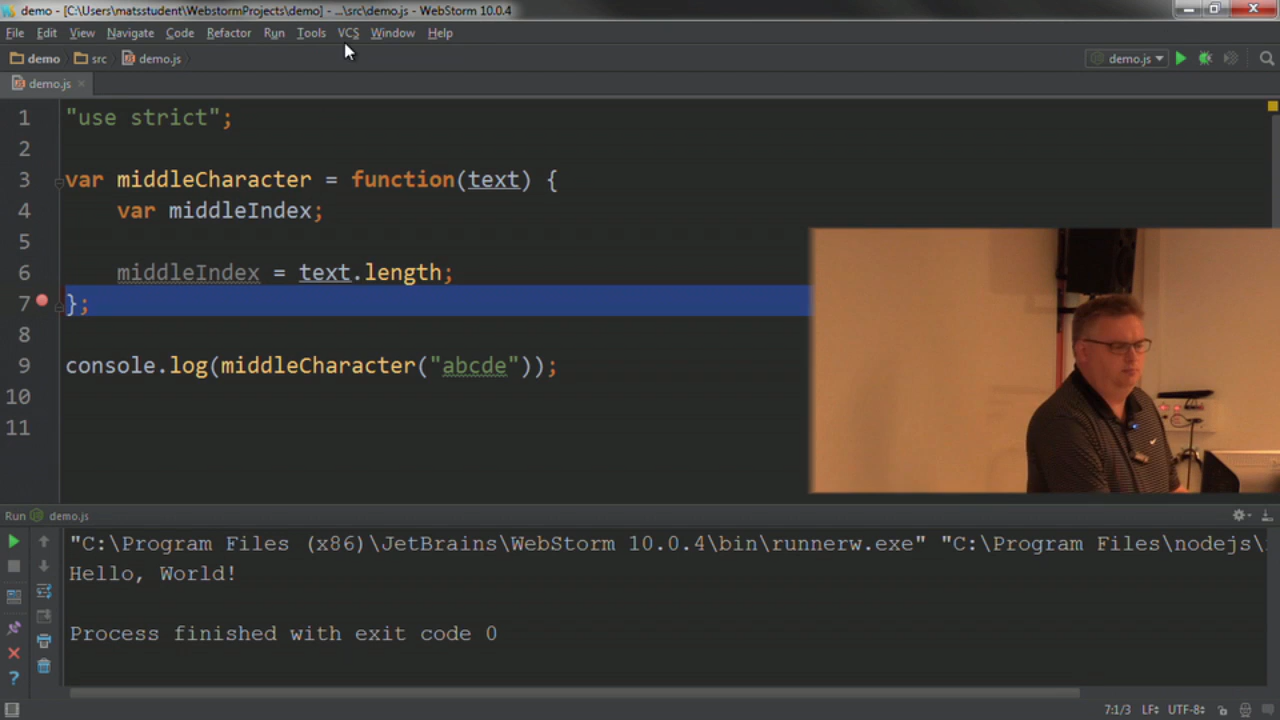 demo - [C:\Users\matsstudent\WebstormProjects\demo] - ...\src\demo.js - WebStorm 10.0.4
File Edit View Navigate Code Refactor Run Tools VCS Window Help
demo src demo.js demo.js
demo.js
1 "use strict";
2
3 var middleCharacter = function(text) {
4 var middleIndex;
5
6 middleIndex = text.length;
7 };
8
9 console.log(middleCharacter("abcde"));
10
11
Run demo.js
"C:\Program Files (x86)\JetBrains\WebStorm 10.0.4\bin\runnerw.exe" "C:\Program Files\nodejs\
Hello, World!
Process finished with exit code 0
7:1/3 LF UTF-8